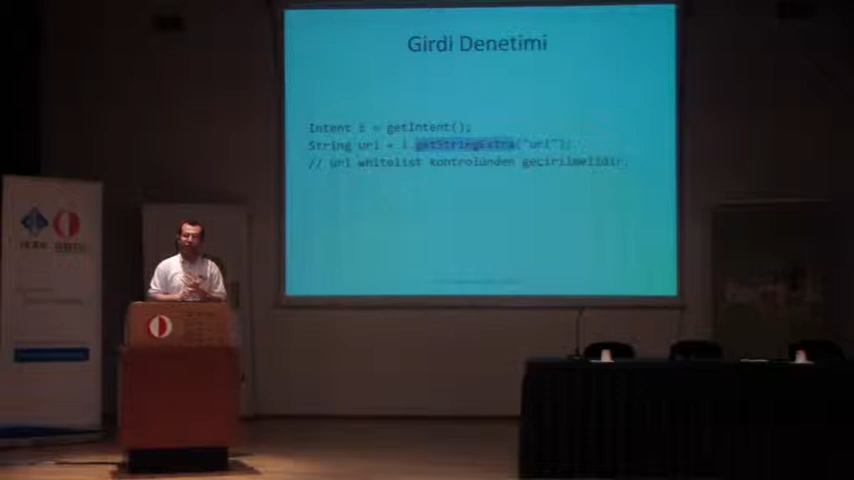 Girdi Denetimi
Intent i = getIntent();
String url = i.getStringExtra("url");
// url whitelist kontrolünden geçirilmelidir.